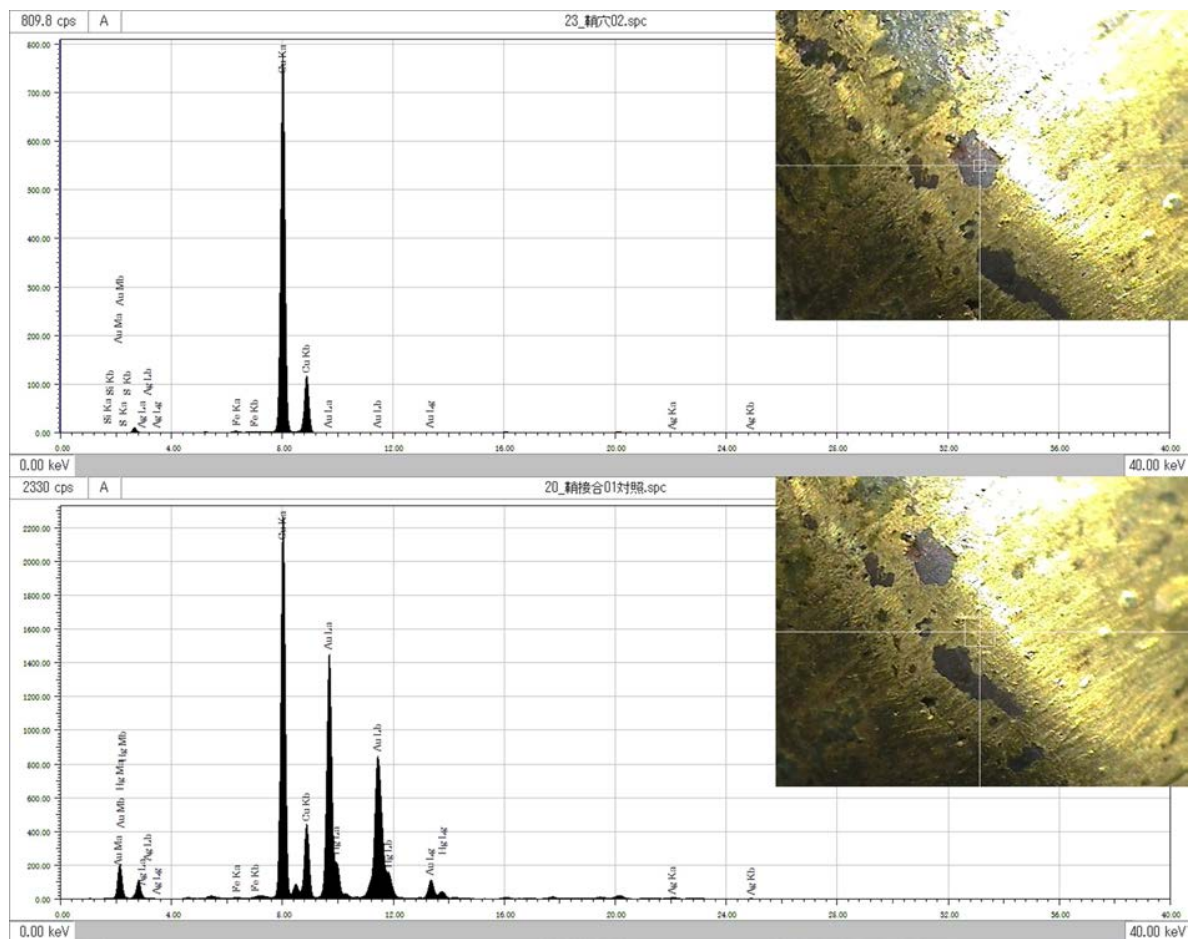 809.8 cps A 23_鞘穴02.spc
800.00
700.00
600.00
500.00
400.00
300.00
200.00
100.00
0.00
Si Ka
Si Kb
Au Ma
Au Mb
S Ka
S Kb
Ag La
Ag Lb
Ag Lg
Fe Ka
Fe Kb
Cu Ka
Cu Kb
Au La
Au Lb
Au Lg
Ag Ka
Ag Kb
0.00 4.00 8.00 12.00 16.00 20.00 24.00 28.00 32.00 36.00 40.00
0.00 keV 40.00 keV
2330 cps A 20_鞘接合01対照.spc
2200.00
2000.00
1800.00
1600.00
1400.00
1200.00
1000.00
800.00
600.00
400.00
200.00
0.00
Au Ma
Au Mb
Hg Ma
Hg Mb
Ag La
Ag Lb
Ag Lg
Fe Ka
Fe Kb
Cu Ka
Cu Kb
Au La
Hg La
Au Lb
Hg Lb
Au Lg
Hg Lg
Ag Ka
Ag Kb
0.00 4.00 8.00 12.00 16.00 20.00 24.00 28.00 32.00 36.00 40.00
0.00 keV 40.00 keV